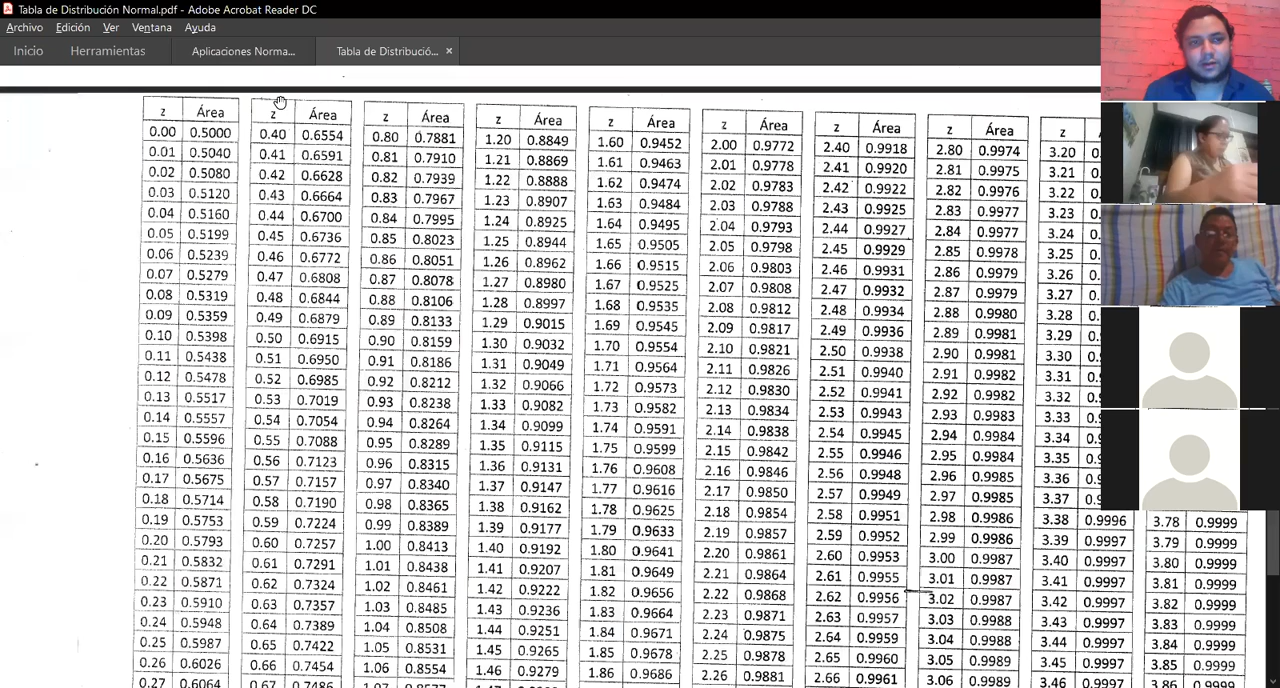 Tabla de Distribución Normal.pdf - Adobe Acrobat Reader DC
Archivo Edición Ver Ventana Ayuda
Inicio Herramientas Aplicaciones Norma... Tabla de Distribució... ×
z Área z Área z Área z Área z Área z Área z Área z Área z
0.00 0.5000 0.40 0.6554 0.80 0.7881 1.20 0.8849 1.60 0.9452 2.00 0.9772 2.40 0.9918 2.80 0.9974 3.20
0.01 0.5040 0.41 0.6591 0.81 0.7910 1.21 0.8869 1.61 0.9463 2.01 0.9778 2.41 0.9920 2.81 0.9975 3.21
0.02 0.5080 0.42 0.6628 0.82 0.7939 1.22 0.8888 1.62 0.9474 2.02 0.9783 2.42 0.9922 2.82 0.9976 3.22
0.03 0.5120 0.43 0.6664 0.83 0.7967 1.23 0.8907 1.63 0.9484 2.03 0.9788 2.43 0.9925 2.83 0.9977 3.23
0.04 0.5160 0.44 0.6700 0.84 0.7995 1.24 0.8925 1.64 0.9495 2.04 0.9793 2.44 0.9927 2.84 0.9977 3.24
0.05 0.5199 0.45 0.6736 0.85 0.8023 1.25 0.8944 1.65 0.9505 2.05 0.9798 2.45 0.9929 2.85 0.9978 3.25
0.06 0.5239 0.46 0.6772 0.86 0.8051 1.26 0.8962 1.66 0.9515 2.06 0.9803 2.46 0.9931 2.86 0.9979 3.26
0.07 0.5279 0.47 0.6808 0.87 0.8078 1.27 0.8980 1.67 0.9525 2.07 0.9808 2.47 0.9932 2.87 0.9979 3.27
0.08 0.5319 0.48 0.6844 0.88 0.8106 1.28 0.8997 1.68 0.9535 2.08 0.9812 2.48 0.9934 2.88 0.9980 3.28
0.09 0.5359 0.49 0.6879 0.89 0.8133 1.29 0.9015 1.69 0.9545 2.09 0.9817 2.49 0.9936 2.89 0.9981 3.29
0.10 0.5398 0.50 0.6915 0.90 0.8159 1.30 0.9032 1.70 0.9554 2.10 0.9821 2.50 0.9938 2.90 0.9981 3.30
0.11 0.5438 0.51 0.6950 0.91 0.8186 1.31 0.9049 1.71 0.9564 2.11 0.9826 2.51 0.9940 2.91 0.9982 3.31
0.12 0.5478 0.52 0.6985 0.92 0.8212 1.32 0.9066 1.72 0.9573 2.12 0.9830 2.52 0.9941 2.92 0.9982 3.32
0.13 0.5517 0.53 0.7019 0.93 0.8238 1.33 0.9082 1.73 0.9582 2.13 0.9834 2.53 0.9943 2.93 0.9983 3.33
0.14 0.5557 0.54 0.7054 0.94 0.8264 1.34 0.9099 1.74 0.9591 2.14 0.9838 2.54 0.9945 2.94 0.9984 3.34
0.15 0.5596 0.55 0.7088 0.95 0.8289 1.35 0.9115 1.75 0.9599 2.15 0.9842 2.55 0.9946 2.95 0.9984 3.35
0.16 0.5636 0.56 0.7123 0.96 0.8315 1.36 0.9131 1.76 0.9608 2.16 0.9846 2.56 0.9948 2.96 0.9985 3.36
0.17 0.5675 0.57 0.7157 0.97 0.8340 1.37 0.9147 1.77 0.9616 2.17 0.9850 2.57 0.9949 2.97 0.9985 3.37
0.18 0.5714 0.58 0.7190 0.98 0.8365 1.38 0.9162 1.78 0.9625 2.18 0.9854 2.58 0.9951 2.98 0.9986 3.38 0.9996 3.78 0.9999
0.19 0.5753 0.59 0.7224 0.99 0.8389 1.39 0.9177 1.79 0.9633 2.19 0.9857 2.59 0.9952 2.99 0.9986 3.39 0.9997 3.79 0.9999
0.20 0.5793 0.60 0.7257 1.00 0.8413 1.40 0.9192 1.80 0.9641 2.20 0.9861 2.60 0.9953 3.00 0.9987 3.40 0.9997 3.80 0.9999
0.21 0.5832 0.61 0.7291 1.01 0.8438 1.41 0.9207 1.81 0.9649 2.21 0.9864 2.61 0.9955 3.01 0.9987 3.41 0.9997 3.81 0.9999
0.22 0.5871 0.62 0.7324 1.02 0.8461 1.42 0.9222 1.82 0.9656 2.22 0.9868 2.62 0.9956 3.02 0.9987 3.42 0.9997 3.82 0.9999
0.23 0.5910 0.63 0.7357 1.03 0.8485 1.43 0.9236 1.83 0.9664 2.23 0.9871 2.63 0.9957 3.03 0.9988 3.43 0.9997 3.83 0.9999
0.24 0.5948 0.64 0.7389 1.04 0.8508 1.44 0.9251 1.84 0.9671 2.24 0.9875 2.64 0.9959 3.04 0.9988 3.44 0.9997 3.84 0.9999
0.25 0.5987 0.65 0.7422 1.05 0.8531 1.45 0.9265 1.85 0.9678 2.25 0.9878 2.65 0.9960 3.05 0.9989 3.45 0.9997 3.85 0.9999
0.26 0.6026 0.66 0.7454 1.06 0.8554 1.46 0.9279 1.86 0.9686 2.26 0.9881 2.66 0.9961 3.06 0.9989 3.46 0.9997 3.86 0.9999
0.27 0.6064 0.67 0.7486